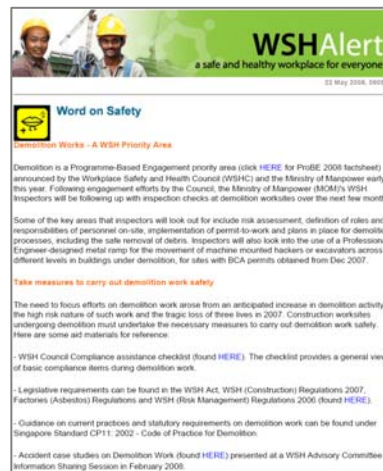 WSHAlert
a safe and healthy workplace for everyone
22 May 2008,
Word on Safety
Demolition Works - A WSH Priority Area
Demolition is a Programme-Based Engagement priority area (click HERE for ProBE 2008 factsheet)
announced by the Workplace Safety and Health Council (WSHC) and the Ministry of Manpower early
this year. Following engagement efforts by the Council, the Ministry of Manpower (MOM)'s WSH
Inspectors will be following up with inspection checks at demolition worksites over the next few month
Some of the key areas that inspectors will look out for include risk assessment, definition of roles and
responsibilities of personnel on-site, implementation of permit-to-work and plans in place for demolitio
processes, including the safe removal of debris. Inspectors will also look into the use of a Profession
Engineer-designed metal ramp for the movement of machine mounted hackers or excavators across
different levels in buildings under demolition, for sites with BCA permits obtained from Dec 2007.
Take measures to carry out demolition work safely
The need to focus efforts on demolition work arose from an anticipated increase in demolition activity
the high risk nature of such work and the tragic loss of three lives in 2007. Construction worksites
undergoing demolition must undertake the necessary measures to carry out demolition work safely.
Here are some aid materials for reference:
- WSH Council Compliance assistance checklist (found HERE). The checklist provides a general view
of basic compliance items during demolition work.
- Legislative requirements can be found in the WSH Act, WSH (Construction) Regulations 2007,
Factories (Asbestos) Regulations and WSH (Risk Management) Regulations 2006 (found HERE).
- Guidance on current practices and statutory requirements on demolition work can be found under
Singapore Standard CP11: 2002 - Code of Practice for Demolition.
- Accident case studies on Demolition Work (found HERE) presented at a WSH Advisory Committee
Information Sharing Session in February 2008.